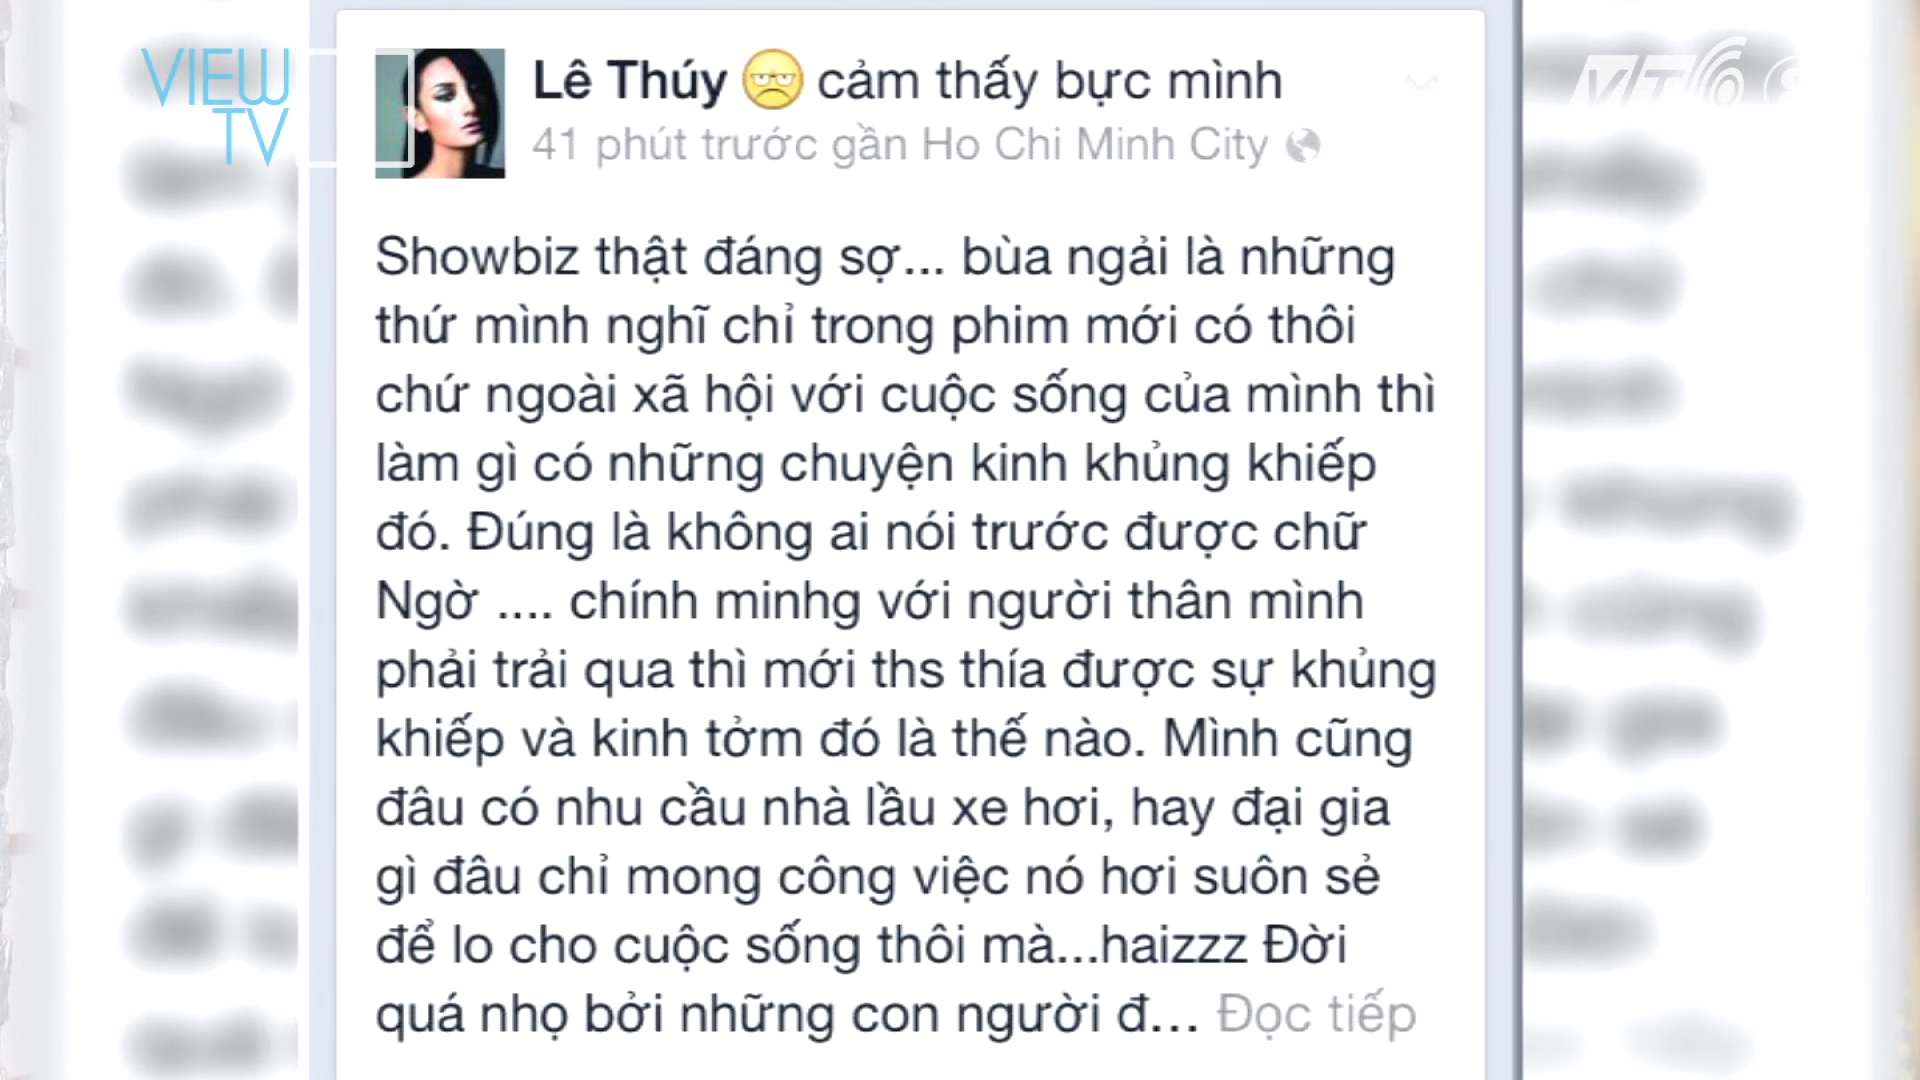 VIEW
TV
VTC
Lê Thúy cảm thấy bực mình
41 phút trước gần Ho Chi Minh City
Showbiz thật đáng sợ... bùa ngải là những
thứ mình nghĩ chỉ trong phim mới có thôi
chứ ngoài xã hội với cuộc sống của mình thì
làm gì có những chuyện kinh khủng khiếp
đó. Đúng là không ai nói trước được chữ
Ngờ .... chính minhg với người thân mình
phải trải qua thì mới ths thía được sự khủng
khiếp và kinh tởm đó là thế nào. Mình cũng
đâu có nhu cầu nhà lầu xe hơi, hay đại gia
gì đâu chỉ mong công việc nó hơi suôn sẻ
để lo cho cuộc sống thôi mà...haizzz Đời
quá nhọ bởi những con người đ... Đọc tiếp